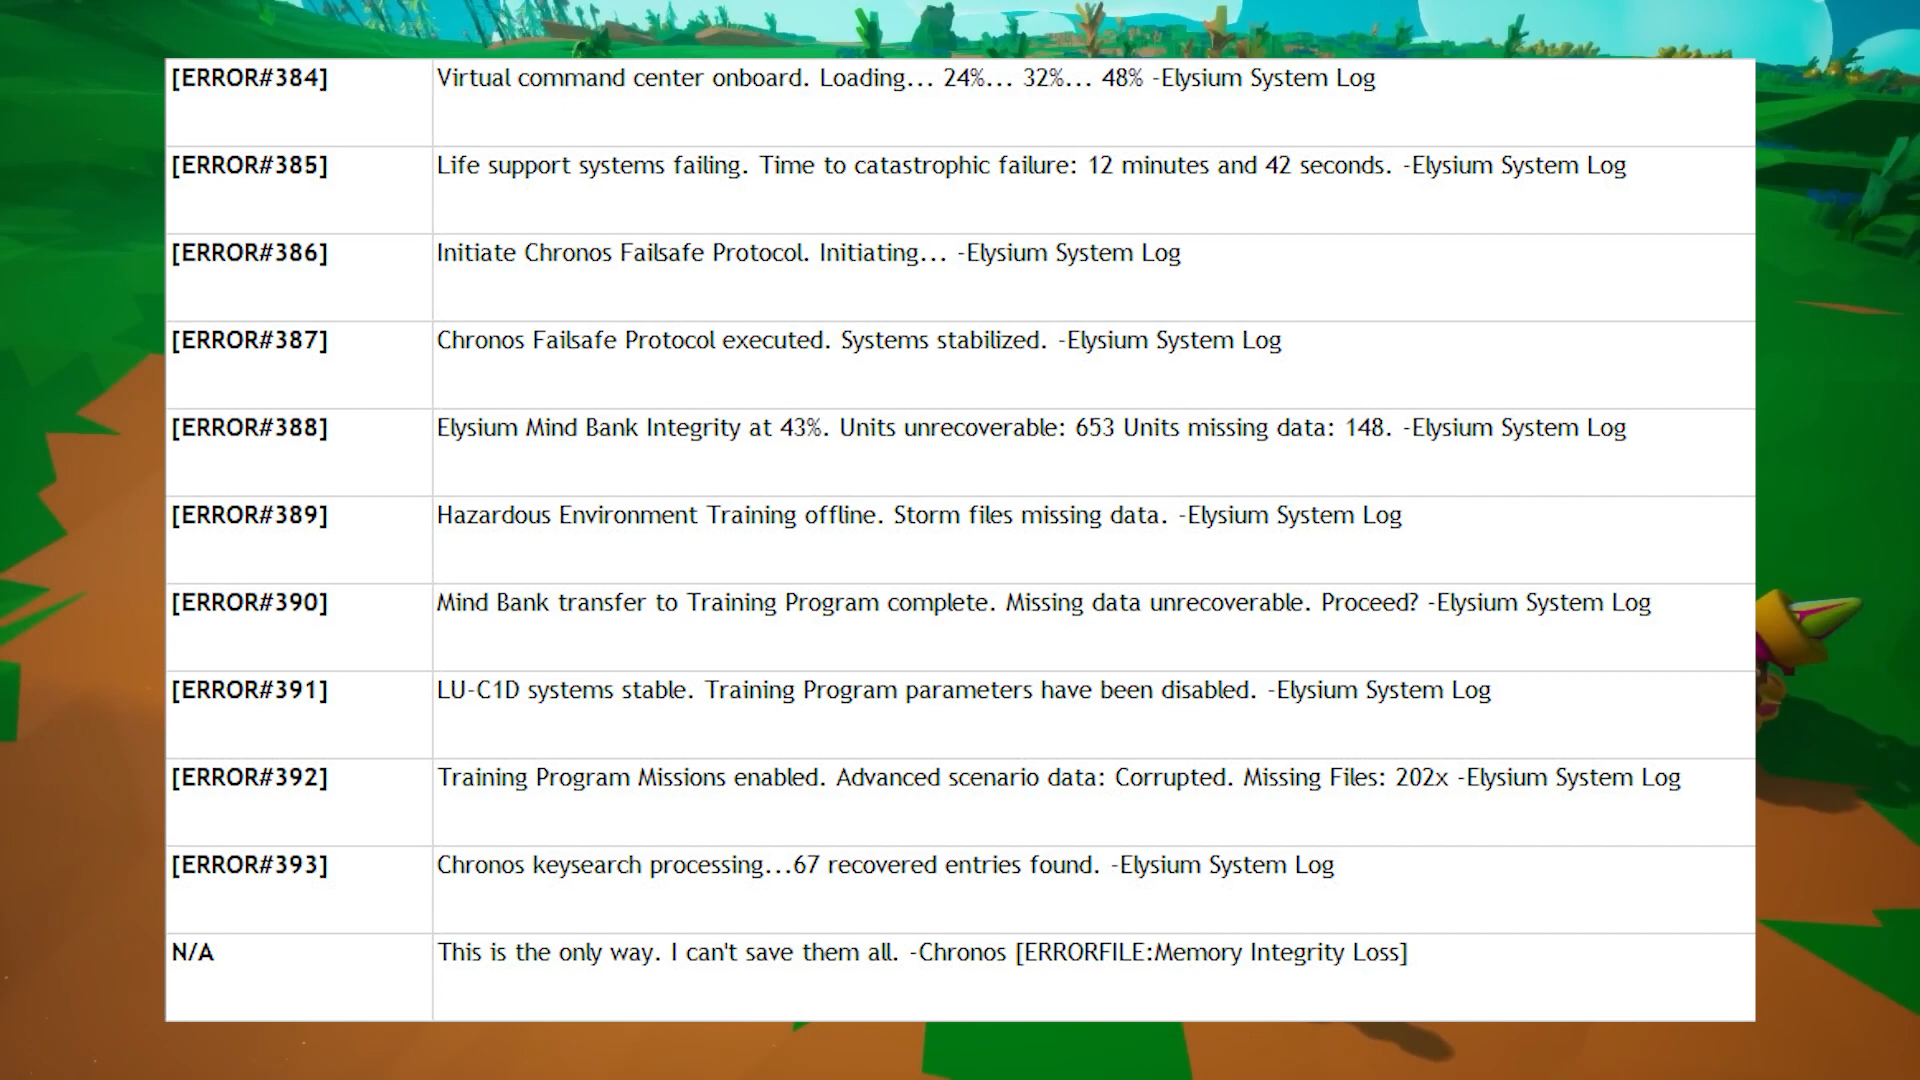 [ERROR#384] Virtual command center onboard. Loading... 24%... 32%... 48% -Elysium System Log
[ERROR#385] Life support systems failing. Time to catastrophic failure: 12 minutes and 42 seconds. -Elysium System Log
[ERROR#386] Initiate Chronos Failsafe Protocol. Initiating... -Elysium System Log
[ERROR#387] Chronos Failsafe Protocol executed. Systems stabilized. -Elysium System Log
[ERROR#388] Elysium Mind Bank Integrity at 43%. Units unrecoverable: 653 Units missing data: 148. -Elysium System Log
[ERROR#389] Hazardous Environment Training offline. Storm files missing data. -Elysium System Log
[ERROR#390] Mind Bank transfer to Training Program complete. Missing data unrecoverable. Proceed? -Elysium System Log
[ERROR#391] LU-C1D systems stable. Training Program parameters have been disabled. -Elysium System Log
[ERROR#392] Training Program Missions enabled. Advanced scenario data: Corrupted. Missing Files: 202x -Elysium System Log
[ERROR#393] Chronos keysearch processing...67 recovered entries found. -Elysium System Log
N/A This is the only way. I can't save them all. -Chronos [ERRORFILE:Memory Integrity Loss]